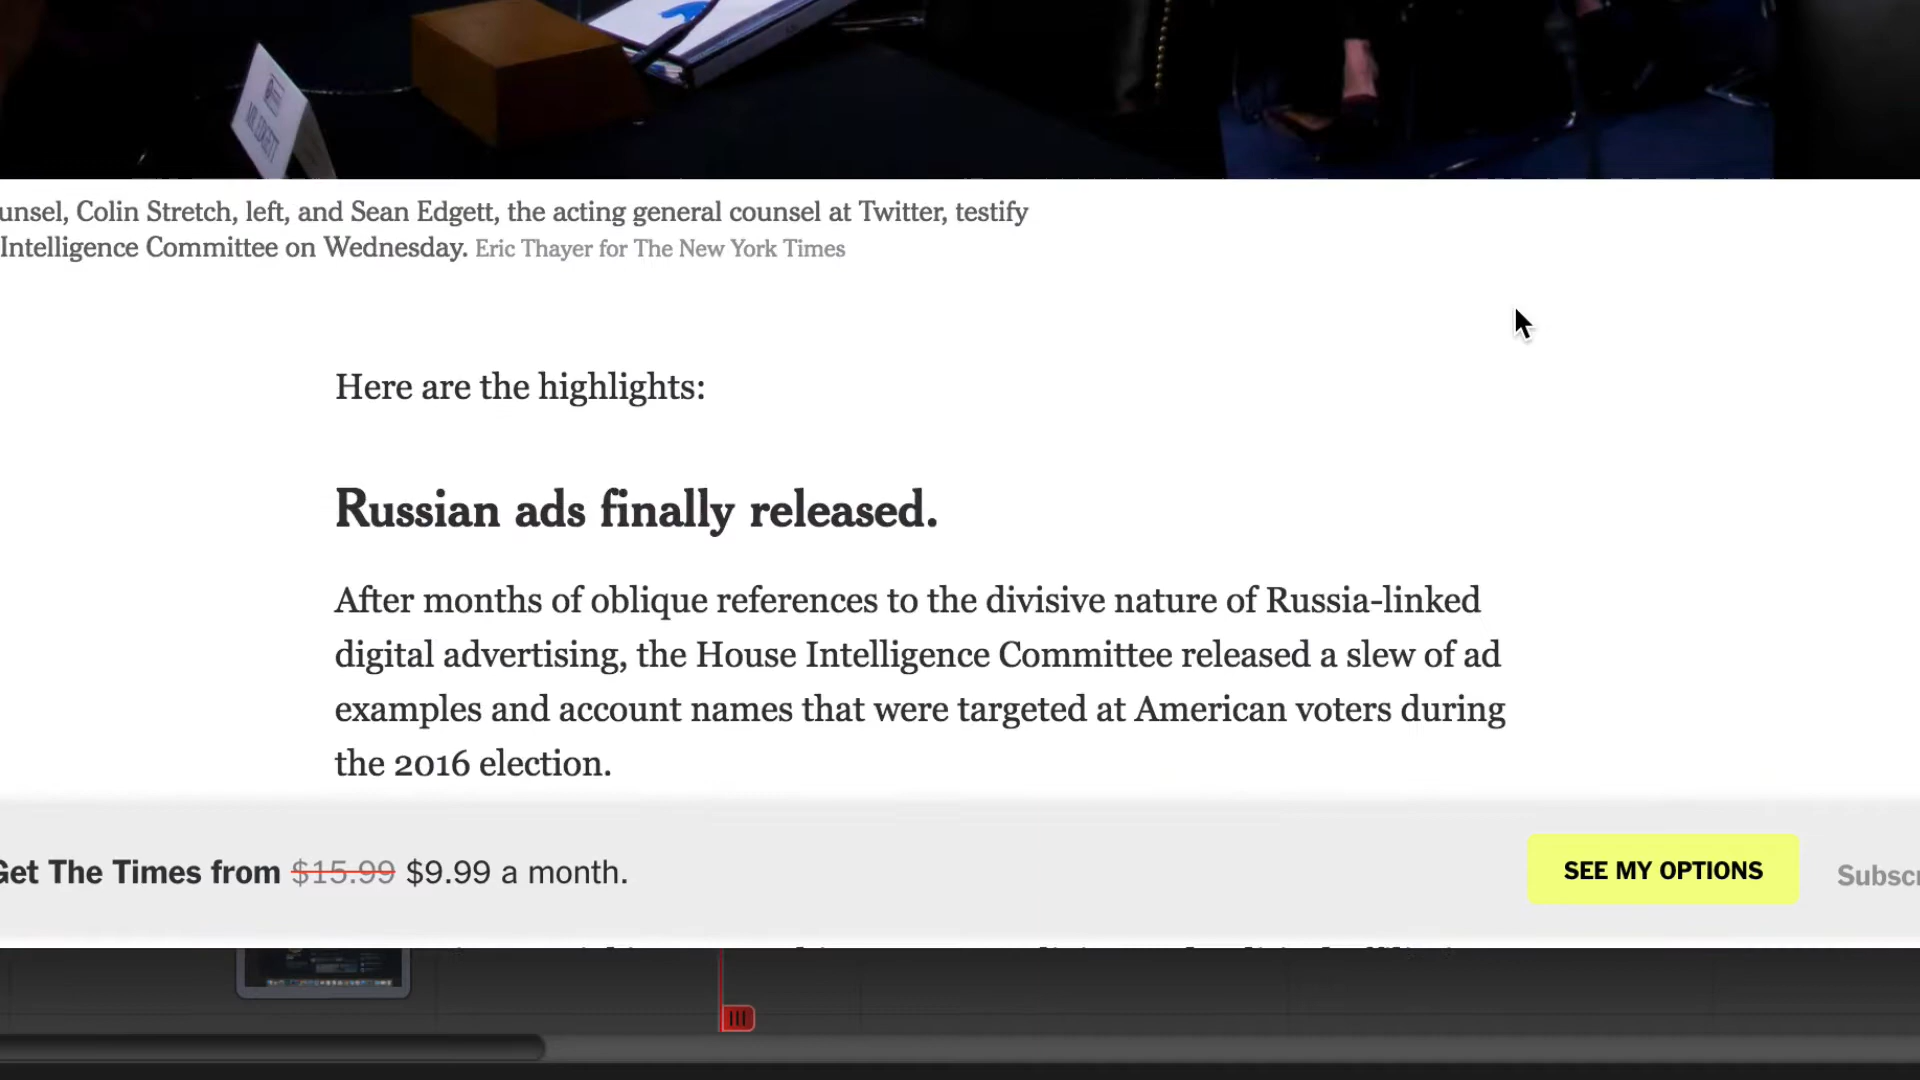 MR. EDGETT
unsel, Colin Stretch, left, and Sean Edgett, the acting general counsel at Twitter, testify
Intelligence Committee on Wednesday. Eric Thayer for The New York Times
Here are the highlights:
Russian ads finally released.
After months of oblique references to the divisive nature of Russia-linked
digital advertising, the House Intelligence Committee released a slew of ad
examples and account names that were targeted at American voters during
the 2016 election.
Get The Times from $15.99 $9.99 a month.
SEE MY OPTIONS
Subscr